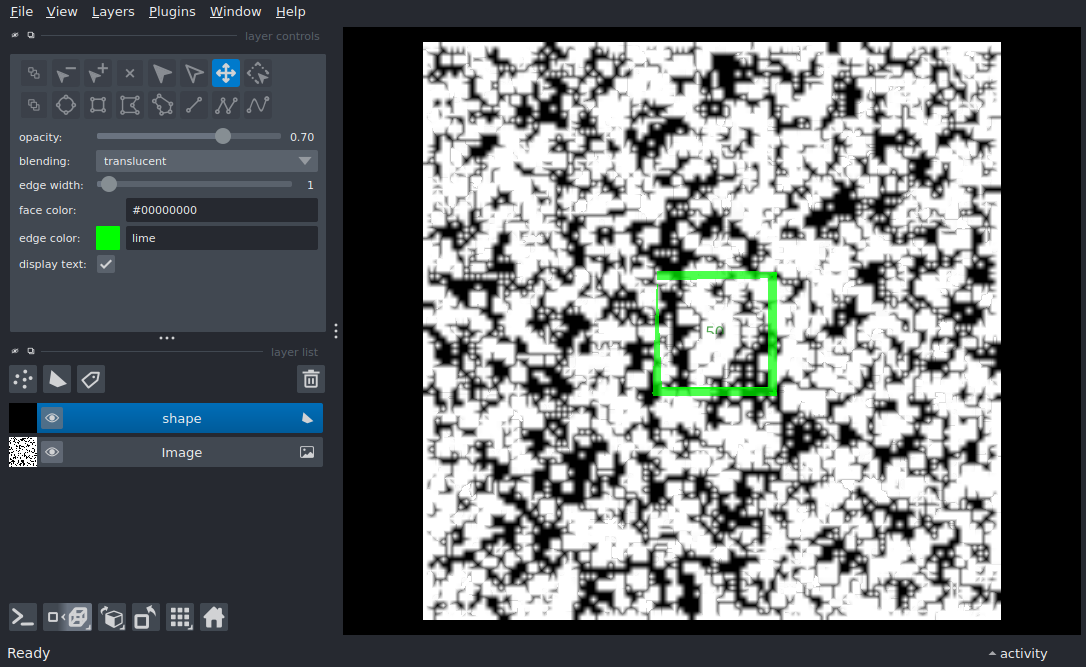 File View Layers Plugins Window Help
layer controls
opacity: 0.70
blending: translucent
edge width: 1
face color: #00000000
edge color: lime
display text:
layer list
shape
Image
Ready
activity